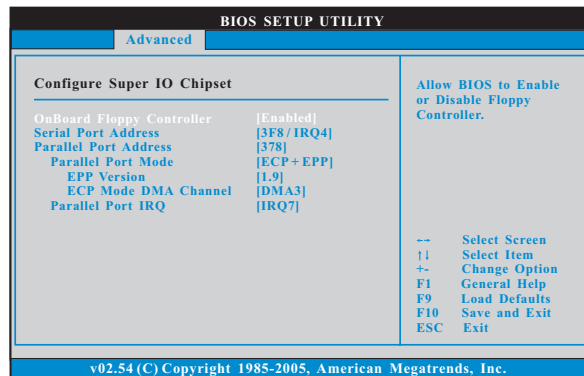 BIOS SETUP UTILITY
Advanced
Configure Super IO Chipset
OnBoard Floppy Controller [Enabled]
Serial Port Address [3F8 / IRQ4]
Parallel Port Address [378]
Parallel Port Mode [ECP + EPP]
EPP Version [1.9]
ECP Mode DMA Channel [DMA3]
Parallel Port IRQ [IRQ7]
Allow BIOS to Enable
or Disable Floppy
Controller.
←→ Select Screen
↑↓ Select Item
+- Change Option
F1 General Help
F9 Load Defaults
F10 Save and Exit
ESC Exit
v02.54 (C) Copyright 1985-2005, American Megatrends, Inc.